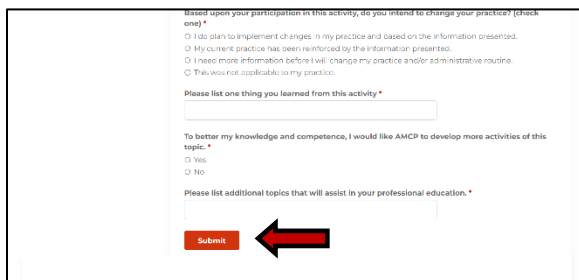 Based upon your participation in this activity, do you intend to change your practice? (check
one) *
I do plan to implement changes in my practice and based on the information presented.
My current practice has been reinforced by the information presented.
I need more information before I will change my practice and/or administrative routine.
This was not applicable to my practice.
Please list one thing you learned from this activity *
To better my knowledge and competence, I would like AMCP to develop more activities of this
topic. *
Yes
No
Please list additional topics that will assist in your professional education. *
Submit